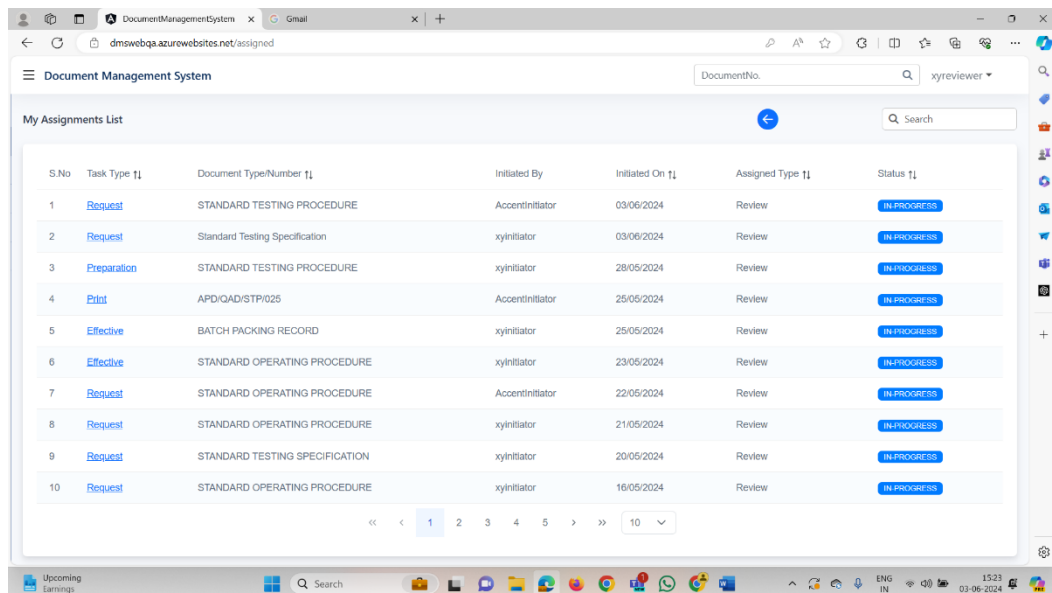 DocumentManagementSystem
Gmail
dmswebqa.azurewebsites.net/assigned
Document Management System
DocumentNo.
xyreviewer
My Assignments List
Search
S.No Task Type Document Type/Number Initiated By Initiated On Assigned Type Status
1 Request STANDARD TESTING PROCEDURE AccentInitiator 03/06/2024 Review IN-PROGRESS
2 Request Standard Testing Specification xyinitiator 03/06/2024 Review IN-PROGRESS
3 Preparation STANDARD TESTING PROCEDURE xyinitiator 28/05/2024 Review IN-PROGRESS
4 Print APD/QAD/STP/025 AccentInitiator 25/05/2024 Review IN-PROGRESS
5 Effective BATCH PACKING RECORD xyinitiator 25/05/2024 Review IN-PROGRESS
6 Effective STANDARD OPERATING PROCEDURE xyinitiator 23/05/2024 Review IN-PROGRESS
7 Request STANDARD OPERATING PROCEDURE AccentInitiator 22/05/2024 Review IN-PROGRESS
8 Request STANDARD OPERATING PROCEDURE xyinitiator 21/05/2024 Review IN-PROGRESS
9 Request STANDARD TESTING SPECIFICATION xyinitiator 20/05/2024 Review IN-PROGRESS
10 Request STANDARD OPERATING PROCEDURE xyinitiator 16/05/2024 Review IN-PROGRESS
<< < 1 2 3 4 5 > >> 10
Upcoming
Earnings
Search
ENG
IN
15:23
03-06-2024